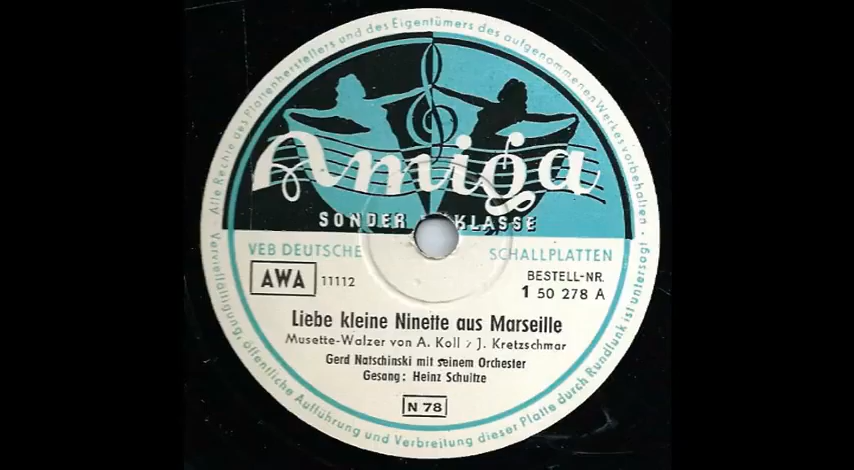 Alle Rechte des Plattenherstellers und des Eigentümers des aufgenommenen Werkes vorbehalten -
Amiga
SONDER KLASSE
VEB DEUTSCHE SCHALLPLATTEN
AWA 11112
BESTELL-NR.
1 50 278 A
Liebe kleine Ninette aus Marseille
Musette-Walzer von A. Koll / J. Kretzschmar
Gerd Natschinski mit seinem Orchester
Gesang: Heinz Schultze
N 78
Vervielfältigung, öffentliche Aufführung und Verbreitung dieser Platte durch Rundfunk ist untersagt -